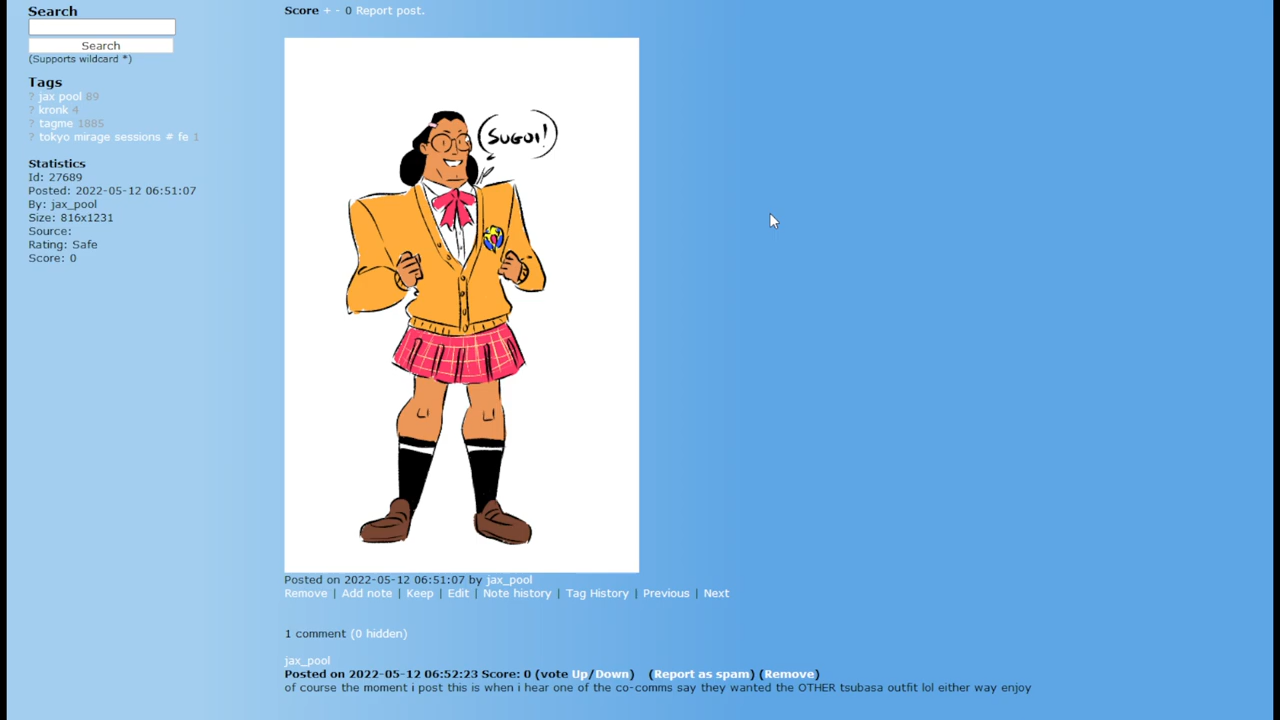 Search
Search
(Supports wildcard *)
Tags
? jax pool 89
? kronk 4
? tagme 1885
? tokyo mirage sessions # fe 1
Statistics
Id: 27689
Posted: 2022-05-12 06:51:07
By: jax_pool
Size: 816x1231
Source:
Rating: Safe
Score: 0
Score + - 0 Report post.
SUGOI!
Posted on 2022-05-12 06:51:07 by jax_pool
Remove | Add note | Keep | Edit | Note history | Tag History | Previous | Next
1 comment (0 hidden)
jax_pool
Posted on 2022-05-12 06:52:23 Score: 0 (vote Up/Down) (Report as spam) (Remove)
of course the moment i post this is when i hear one of the co-comms say they wanted the OTHER tsubasa outfit lol either way enjoy